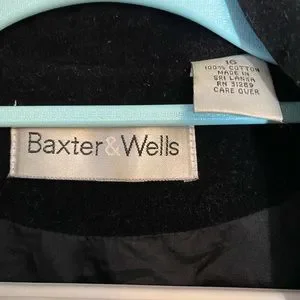 16
100% COTTON
MADE IN
SRI LANKA
RN 31289
CARE OVER
Baxter&Wells